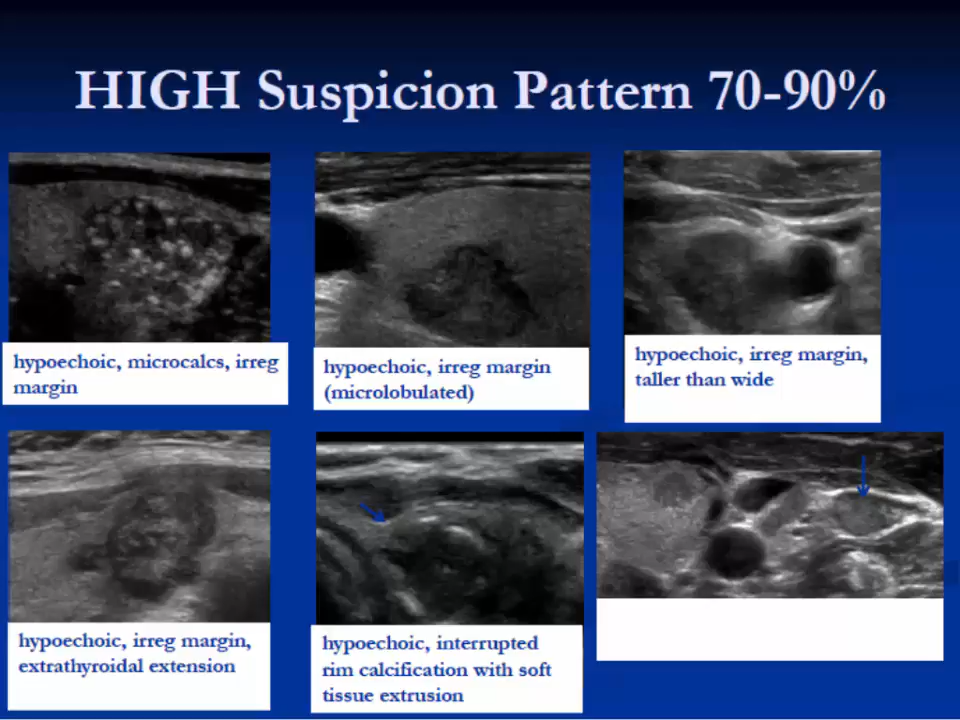 HIGH Suspicion Pattern 70-90%
hypoechoic, microcalcs, irreg
margin
hypoechoic, irreg margin
(microlobulated)
hypoechoic, irreg margin,
taller than wide
hypoechoic, irreg margin,
extrathyroidal extension
hypoechoic, interrupted
rim calcification with soft
tissue extrusion